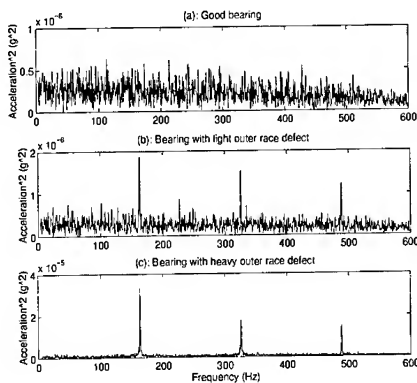 (a): Good bearing
x 10^-6
Acceleration^2 (g^2)
1
0.5
0
0 100 200 300 400 500 600
(b): Bearing with light outer race defect
x 10^-6
Acceleration^2 (g^2)
2
1
0
0 100 200 300 400 500 600
(c): Bearing with heavy outer race defect
x 10^-5
Acceleration^2 (g^2)
4
2
0
0 100 200 300 400 500 600
Frequency (Hz)